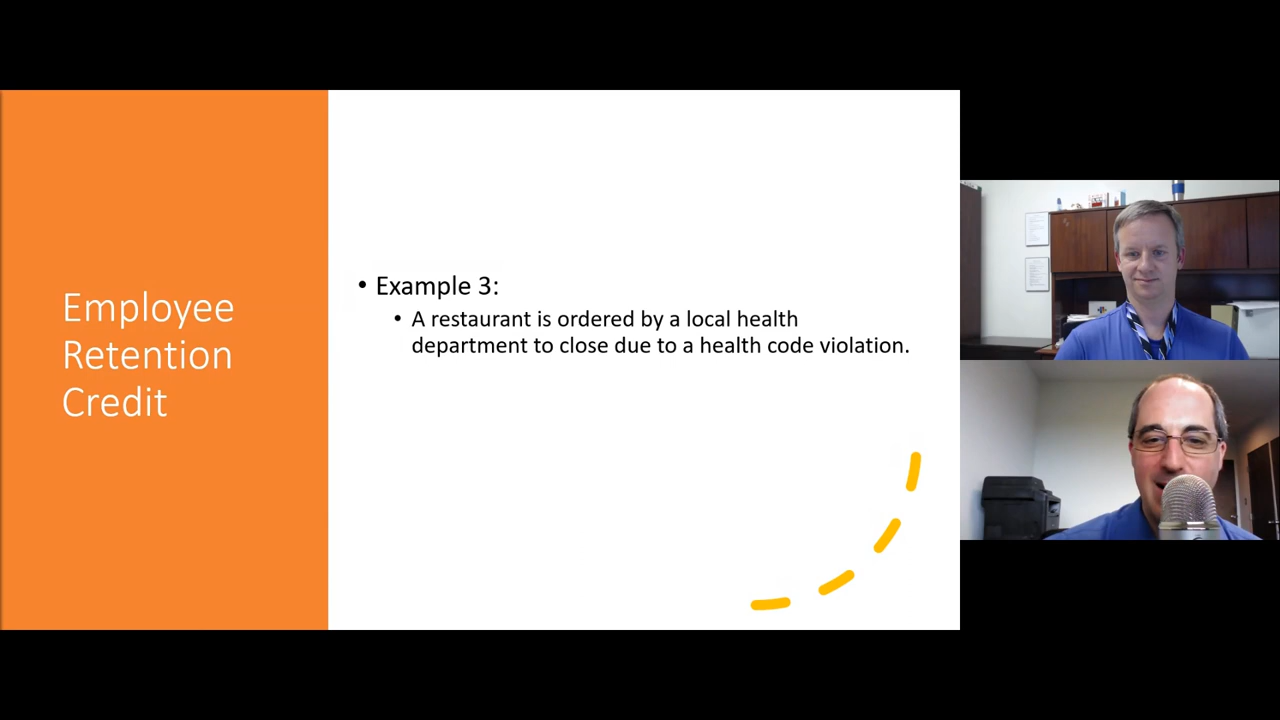 Employee
Retention
Credit
• Example 3:
• A restaurant is ordered by a local health
department to close due to a health code violation.